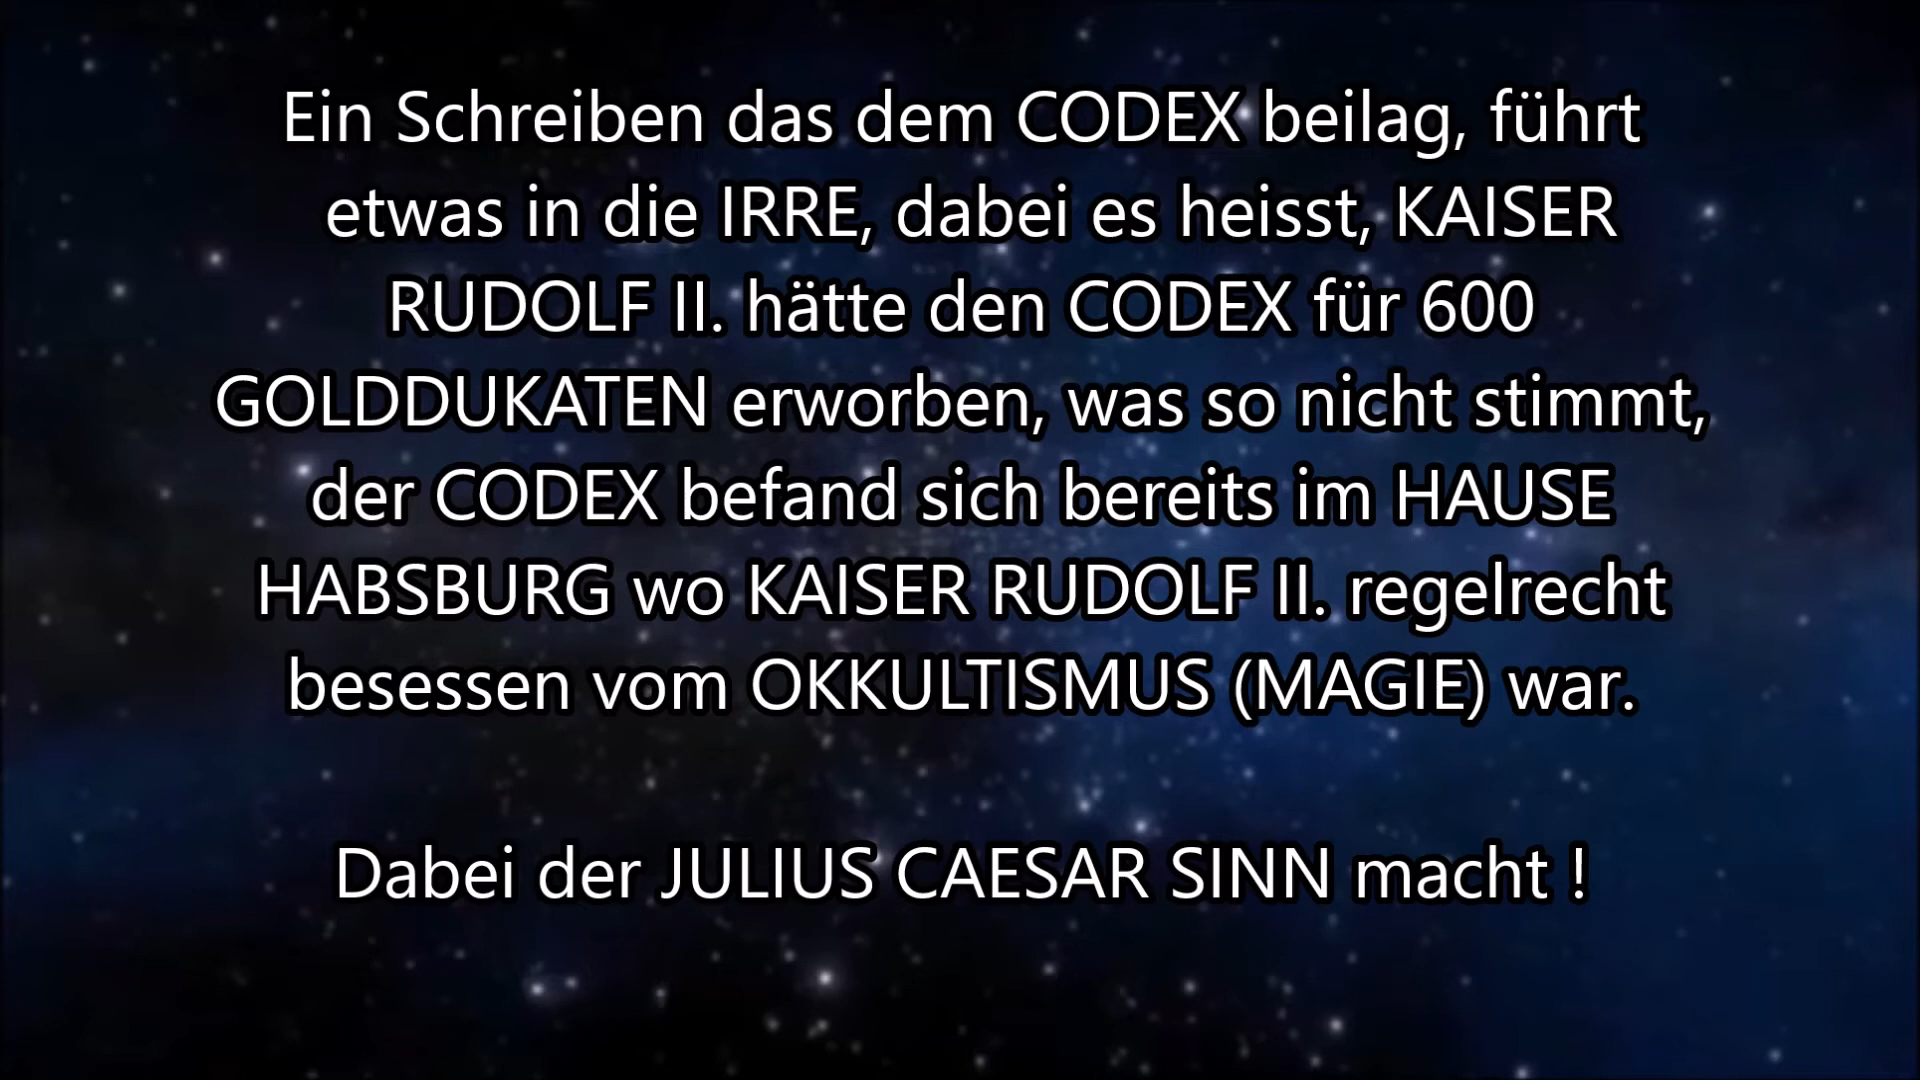 Ein Schreiben das dem CODEX beilag, führt
etwas in die IRRE, dabei es heisst, KAISER
RUDOLF II. hätte den CODEX für 600
GOLDDUKATEN erworben, was so nicht stimmt,
der CODEX befand sich bereits im HAUSE
HABSBURG wo KAISER RUDOLF II. regelrecht
besessen vom OKKULTISMUS (MAGIE) war.
Dabei der JULIUS CAESAR SINN macht !